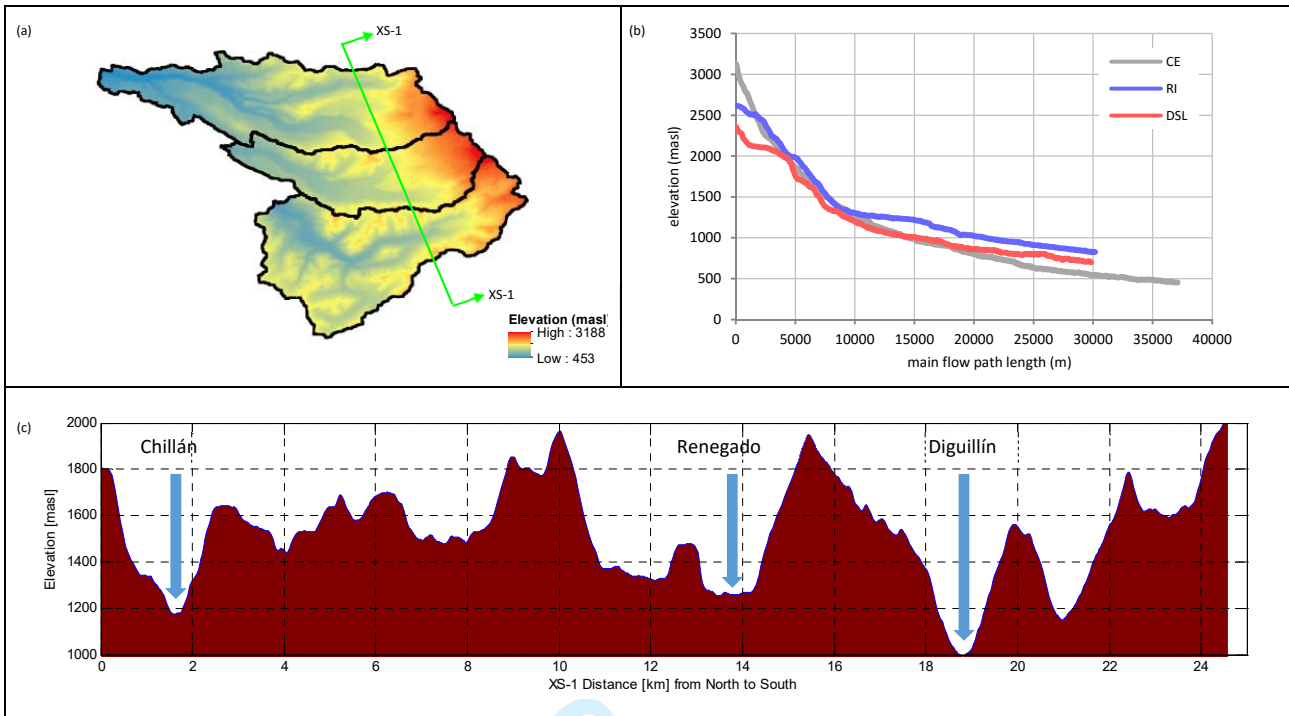 (a)
XS-1
XS-1
Elevation (masl)
High : 3188
Low : 453
(b)
3500
3000
2500
2000
1500
1000
500
0
elevation (masl)
CE
RI
DSL
0 5000 10000 15000 20000 25000 30000 35000 40000
main flow path length (m)
(c)
2000
1800
1600
1400
1200
1000
Elevation [masl]
Chillán Renegado Diguillín
0 2 4 6 8 10 12 14 16 18 20 22 24
XS-1 Distance [km] from North to South